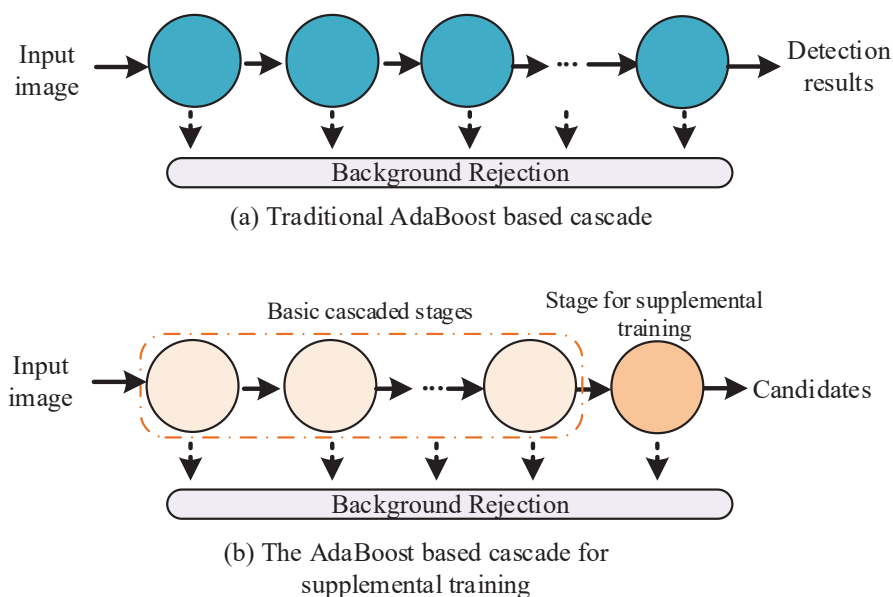 Input
image
...
Detection
results
Background Rejection
(a) Traditional AdaBoost based cascade
Basic cascaded stages
Stage for supplemental
training
Input
image
...
Candidates
Background Rejection
(b) The AdaBoost based cascade for
supplemental training